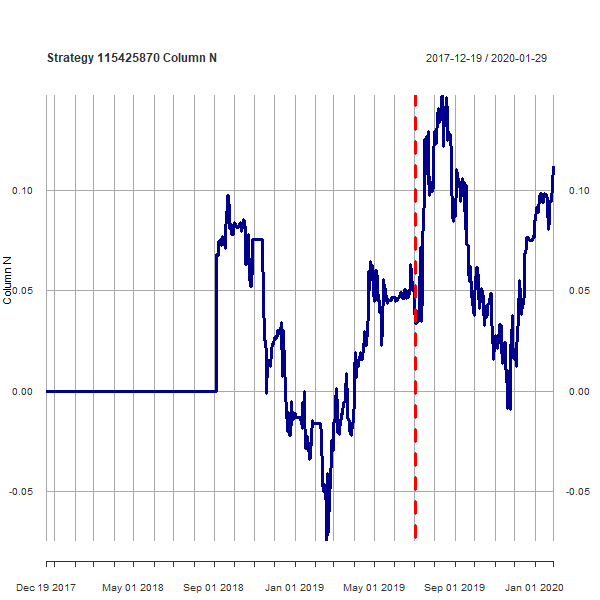 Strategy 115425870 Column N 2017-12-19 / 2020-01-29
0.10 0.10
0.05 0.05
Column N
0.00 0.00
-0.05 -0.05
Dec 19 2017 May 01 2018 Sep 01 2018 Jan 01 2019 May 01 2019 Sep 01 2019 Jan 01 2020